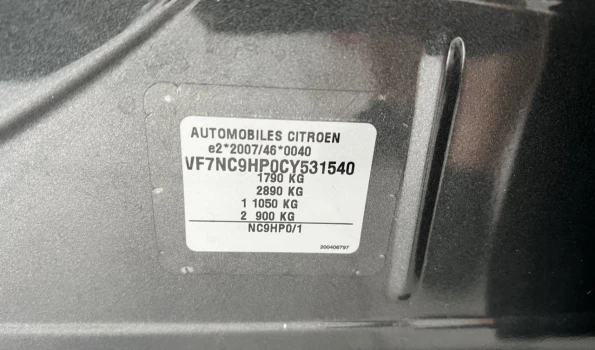 AUTOMOBILES CITROEN
e2*2007/46*0040
VF7NC9HP0CY531540
1790 KG
2890 KG
1 1050 KG
2 900 KG
NC9HP0/1
200406797